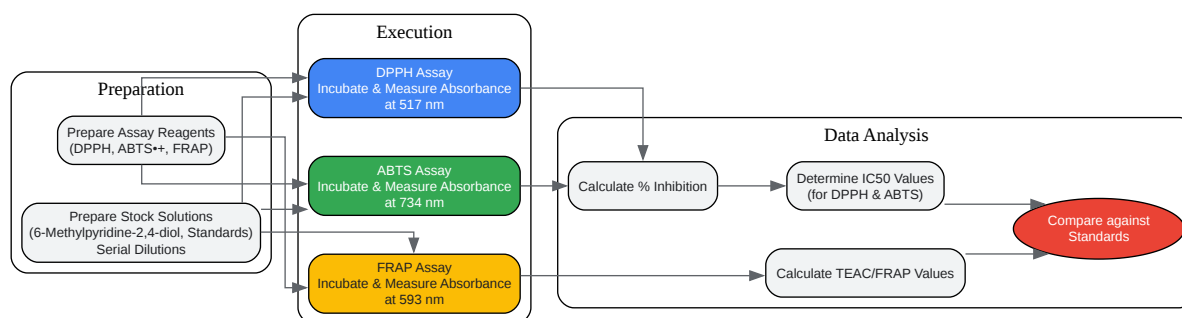 Preparation
Prepare Assay Reagents
(DPPH, ABTS•+, FRAP)
Prepare Stock Solutions
(6-Methylpyridine-2,4-diol, Standards)
Serial Dilutions
Execution
DPPH Assay
Incubate & Measure Absorbance
at 517 nm
ABTS Assay
Incubate & Measure Absorbance
at 734 nm
FRAP Assay
Incubate & Measure Absorbance
at 593 nm
Data Analysis
Calculate % Inhibition
Determine IC50 Values
(for DPPH & ABTS)
Calculate TEAC/FRAP Values
Compare against
Standards